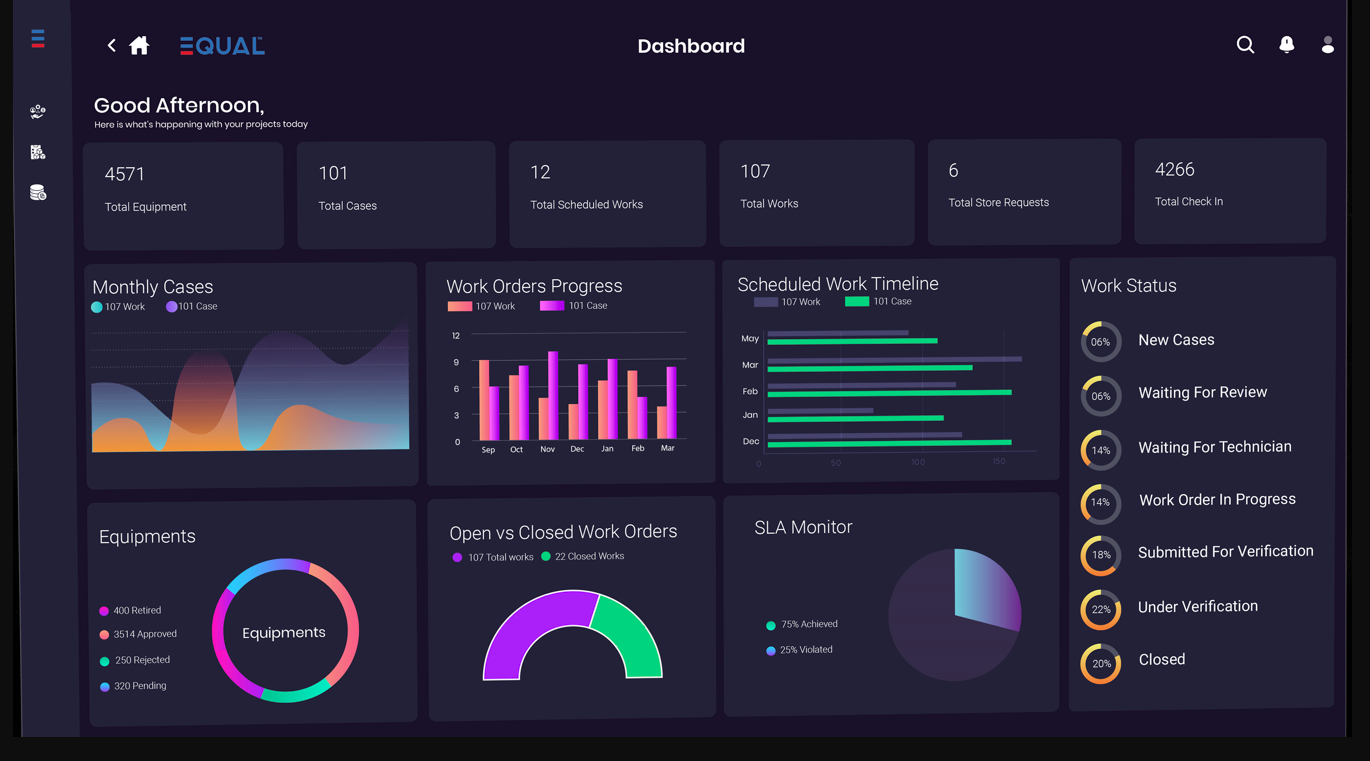 EQUAL™
Dashboard
Good Afternoon,
Here is what's happening with your projects today
4571
Total Equipment
101
Total Cases
12
Total Scheduled Works
107
Total Works
6
Total Store Requests
4266
Total Check In
Monthly Cases
107 Work 101 Case
Work Orders Progress
107 Work 101 Case
12
9
6
3
0
Sep Oct Nov Dec Jan Feb Mar
Scheduled Work Timeline
107 Work 101 Case
May
Mar
Feb
Jan
Dec
0 50 100 150
Work Status
06% New Cases
06% Waiting For Review
14% Waiting For Technician
14% Work Order In Progress
18% Submitted For Verification
22% Under Verification
20% Closed
Equipments
400 Retired
3514 Approved
250 Rejected
320 Pending
Equipments
Open vs Closed Work Orders
107 Total works 22 Closed Works
SLA Monitor
75% Achieved
25% Violated